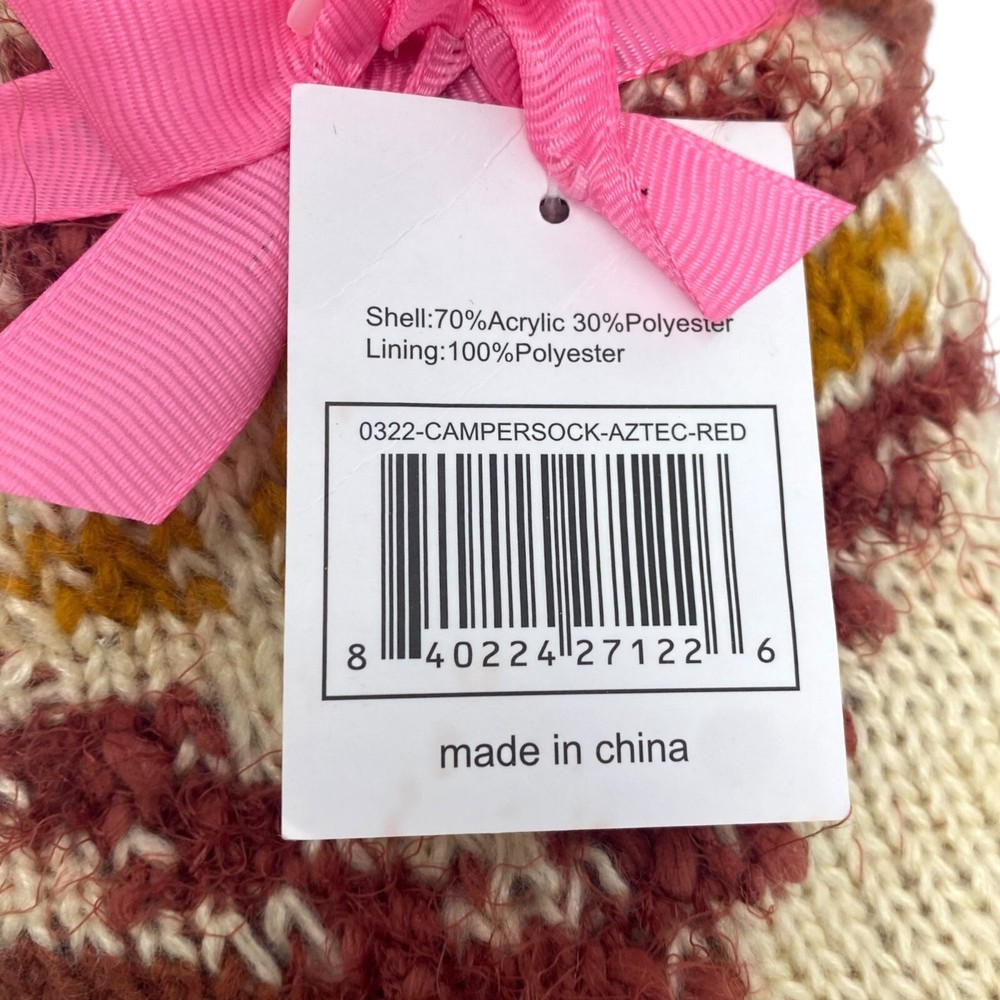 Shell:70%Acrylic 30%Polyester
Lining:100%Polyester
0322-CAMPERSOCK-AZTEC-RED
8 40224 27122 6
made in china